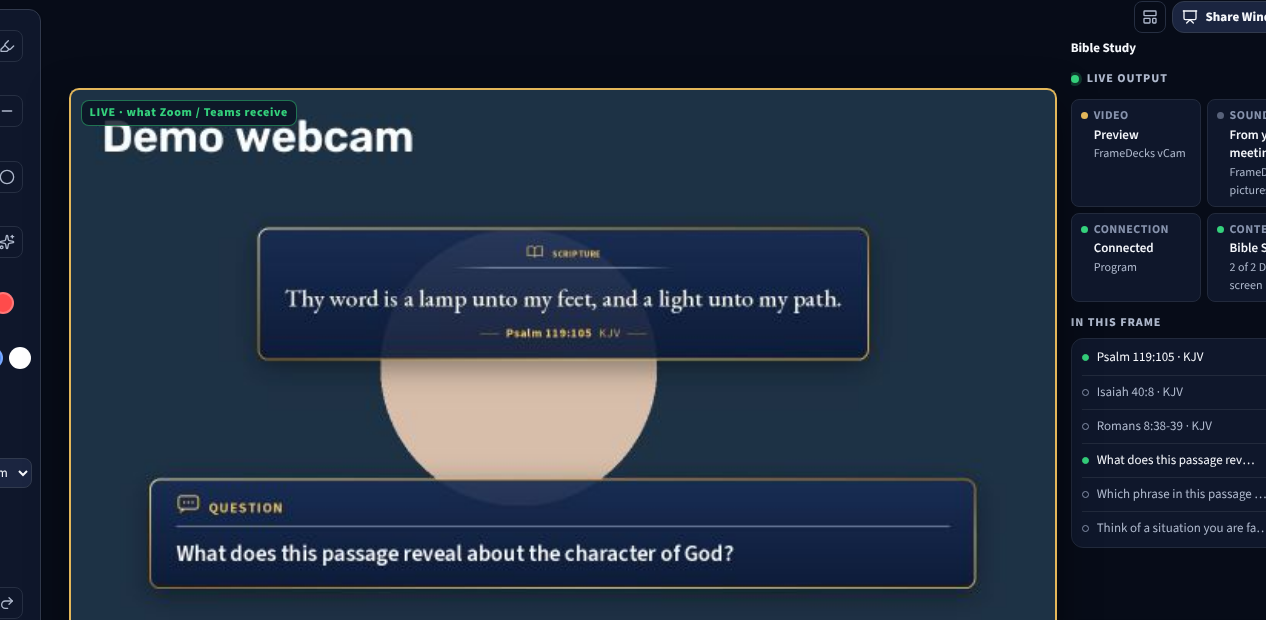 Share Wind
Bible Study
LIVE OUTPUT
VIDEO
Preview
FrameDecks vCam
SOUND
From y
meetin
FrameD
pictures
CONNECTION
Connected
Program
CONTE
Bible S
2 of 2 D
screen
IN THIS FRAME
Psalm 119:105 · KJV
Isaiah 40:8 · KJV
Romans 8:38-39 · KJV
What does this passage rev…
Which phrase in this passage …
Think of a situation you are fa…
LIVE · what Zoom / Teams receive
Demo webcam
SCRIPTURE
Thy word is a lamp unto my feet, and a light unto my path.
Psalm 119:105 KJV
QUESTION
What does this passage reveal about the character of God?
m